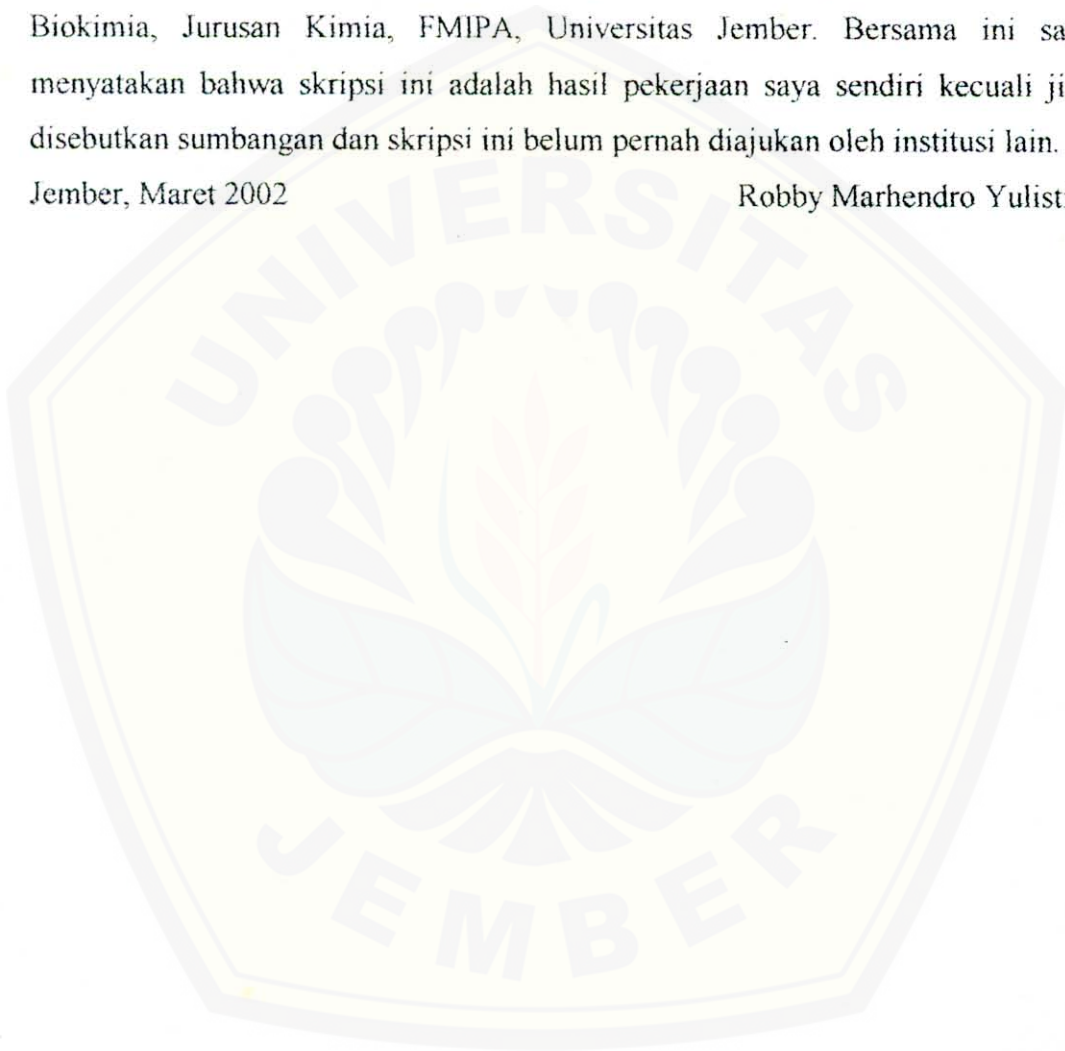 Biokimia, Jurusan Kimia, FMIPA, Universitas Jember. Bersama ini sa
menyatakan bahwa skripsi ini adalah hasil pekerjaan saya sendiri kecuali ji
disebutkan sumbangan dan skripsi ini belum pernah diajukan oleh institusi lain.
Jember, Maret 2002 Robby Marhendro Yulist
UNIVERSITAS
JEMBER